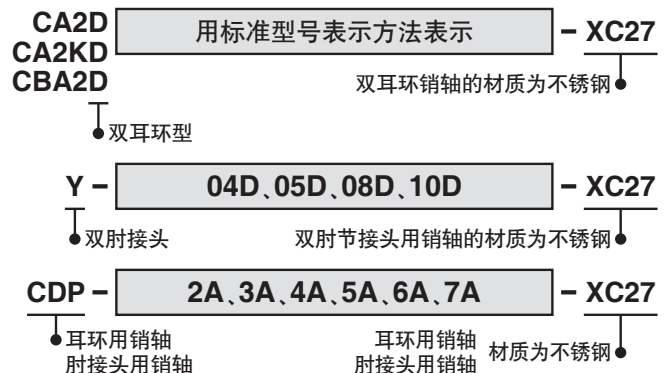 CA2D
CA2KD
CBA2D
用标准型号表示方法表示
– XC27
双耳环销轴的材质为不锈钢
双耳环型
Y – 04D、05D、08D、10D – XC27
双肘接头
双肘节接头用销轴的材质为不锈钢
CDP – 2A、3A、4A、5A、6A、7A – XC27
耳环用销轴
肘接头用销轴
耳环用销轴
肘接头用销轴
材质为不锈钢